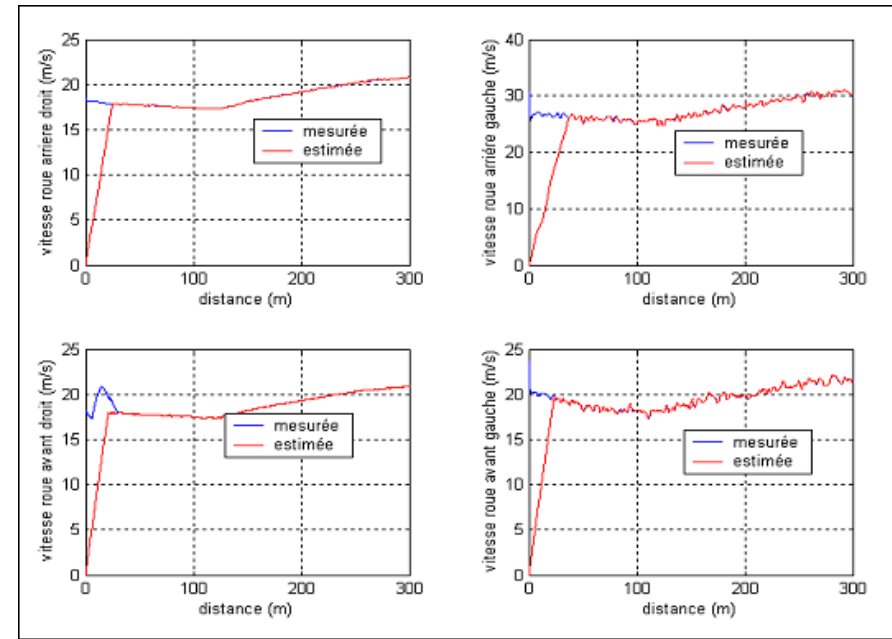 vitesse roue arriere droit (m/s)
25
20
15
10
5
0
mesurée
estimée
0 100 200 300
distance (m)
vitesse roue arriére gauche (m/s)
40
30
20
10
0
mesurée
estimée
0 100 200 300
distance (m)
vitesse roue avant droit (m/s)
25
20
15
10
5
0
mesurée
estimée
0 100 200 300
distance (m)
vitesse roue avant gauche (m/s)
25
20
15
10
5
0
mesurée
estimée
0 100 200 300
distance (m)